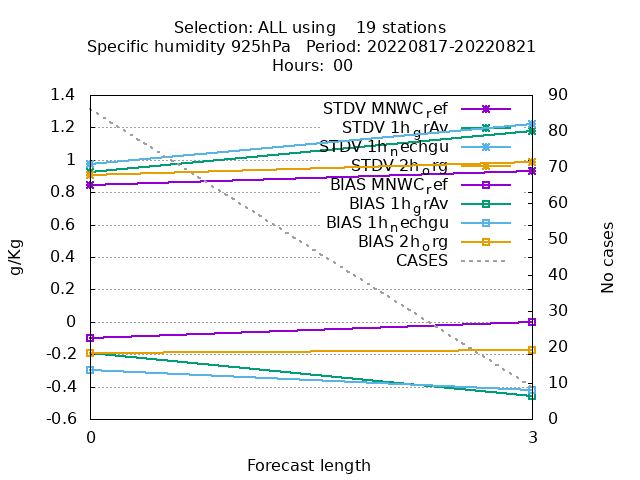 Selection: ALL using    19 stations
Specific humidity 925hPa   Period: 20220817-20220821
Hours:  00
1.4
1.2
1
0.8
0.6
0.4
0.2
0
-0.2
-0.4
-0.6
g/Kg
STDV MNWC_ref
STDV 1h_grAv
STDV 1h_nechgu
STDV 2h_org
BIAS MNWC_ref
BIAS 1h_grAv
BIAS 1h_nechgu
BIAS 2h_org
CASES
90
80
70
60
50
40
30
20
10
0
No cases
0
3
Forecast length